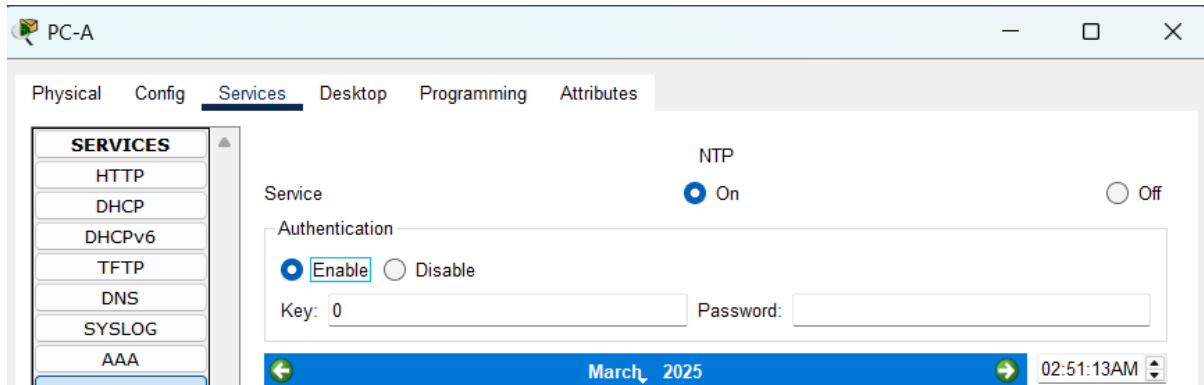 PC-A
Physical Config Services Desktop Programming Attributes
SERVICES
HTTP
DHCP
DHCPv6
TFTP
DNS
SYSLOG
AAA
NTP
Service On Off
Authentication
Enable Disable
Key: 0 Password:
March 2025 02:51:13AM